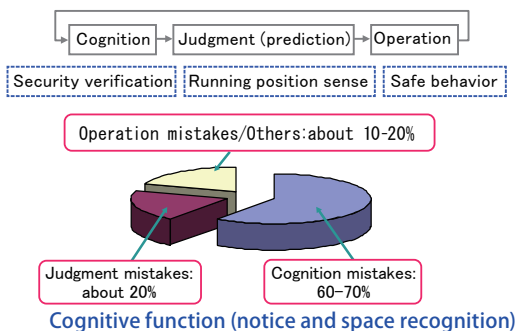 Cognition Judgment (prediction) Operation
Security verification Running position sense Safe behavior
Operation mistakes/Others:about 10-20%
Judgment mistakes: Cognition mistakes:
about 20% 60-70%
Cognitive function (notice and space recognition)